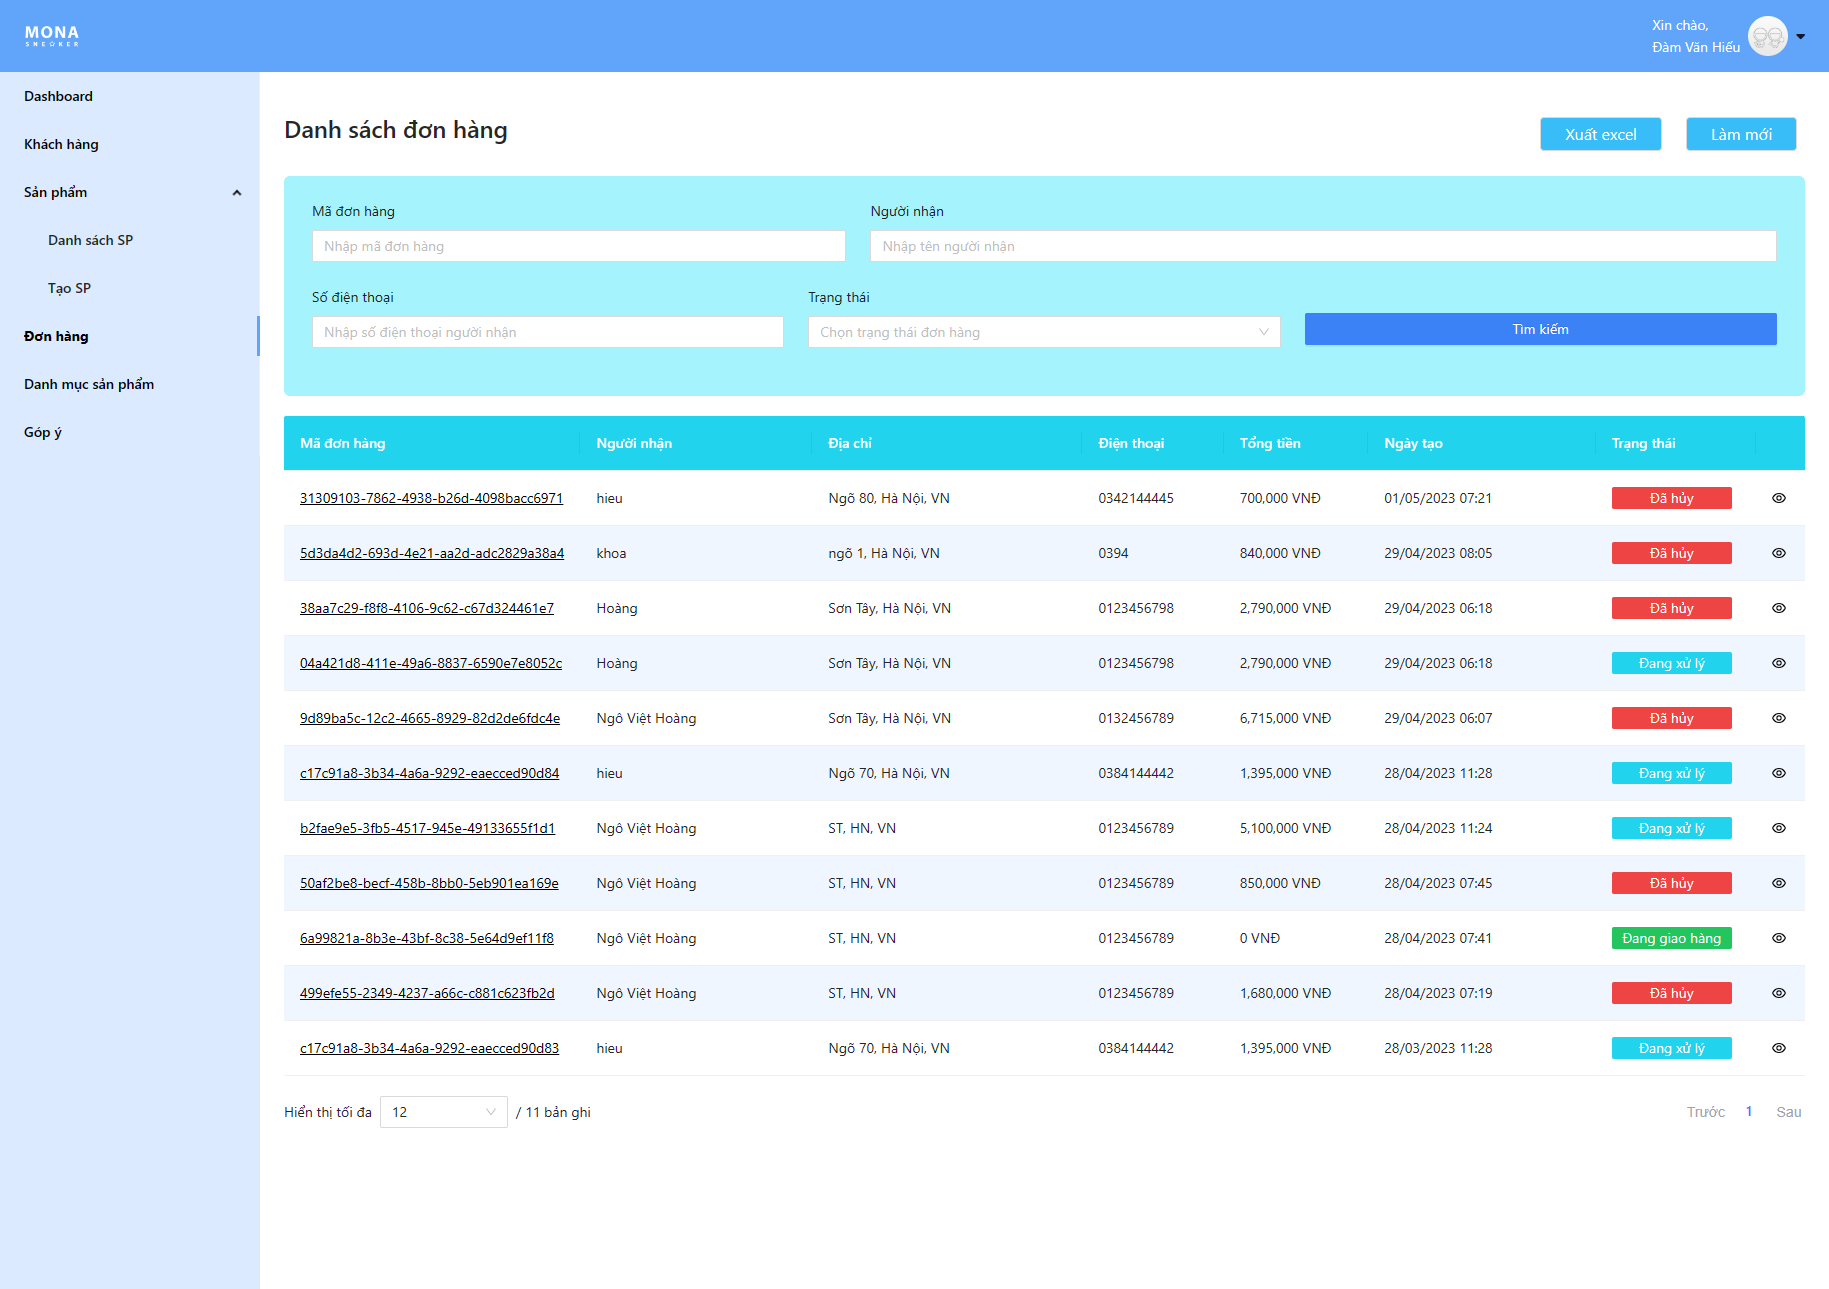 MONA
SNEAKER
Xin chào,
Đàm Văn Hiếu
Dashboard
Khách hàng
Sản phẩm
Danh sách SP
Tạo SP
Đơn hàng
Danh mục sản phẩm
Góp ý
Danh sách đơn hàng
Xuất excel
Làm mới
Mã đơn hàng
Người nhận
Nhập mã đơn hàng
Nhập tên người nhận
Số điện thoại
Trạng thái
Nhập số điện thoại người nhận
Chọn trạng thái đơn hàng
Tìm kiếm
Mã đơn hàng Người nhận Địa chỉ Điện thoại Tổng tiền Ngày tạo Trạng thái
31309103-7862-4938-b26d-4098bacc6971 hieu Ngõ 80, Hà Nội, VN 0342144445 700,000 VNĐ 01/05/2023 07:21 Đã hủy
5d3da4d2-693d-4e21-aa2d-adc2829a38a4 khoa ngõ 1, Hà Nội, VN 0394 840,000 VNĐ 29/04/2023 08:05 Đã hủy
38aa7c29-f8f8-4106-9c62-c67d324461e7 Hoàng Sơn Tây, Hà Nội, VN 0123456798 2,790,000 VNĐ 29/04/2023 06:18 Đã hủy
04a421d8-411e-49a6-8837-6590e7e8052c Hoàng Sơn Tây, Hà Nội, VN 0123456798 2,790,000 VNĐ 29/04/2023 06:18 Đang xử lý
9d89ba5c-12c2-4665-8929-82d2de6fdc4e Ngô Việt Hoàng Sơn Tây, Hà Nội, VN 0132456789 6,715,000 VNĐ 29/04/2023 06:07 Đã hủy
c17c91a8-3b34-4a6a-9292-eaecced90d84 hieu Ngõ 70, Hà Nội, VN 0384144442 1,395,000 VNĐ 28/04/2023 11:28 Đang xử lý
b2fae9e5-3fb5-4517-945e-49133655f1d1 Ngô Việt Hoàng ST, HN, VN 0123456789 5,100,000 VNĐ 28/04/2023 11:24 Đang xử lý
50af2be8-becf-458b-8bb0-5eb901ea169e Ngô Việt Hoàng ST, HN, VN 0123456789 850,000 VNĐ 28/04/2023 07:45 Đã hủy
6a99821a-8b3e-43bf-8c38-5e64d9ef11f8 Ngô Việt Hoàng ST, HN, VN 0123456789 0 VNĐ 28/04/2023 07:41 Đang giao hàng
499efe55-2349-4237-a66c-c881c623fb2d Ngô Việt Hoàng ST, HN, VN 0123456789 1,680,000 VNĐ 28/04/2023 07:19 Đã hủy
c17c91a8-3b34-4a6a-9292-eaecced90d83 hieu Ngõ 70, Hà Nội, VN 0384144442 1,395,000 VNĐ 28/03/2023 11:28 Đang xử lý
Hiển thị tối đa 12 / 11 bản ghi
Trước 1 Sau